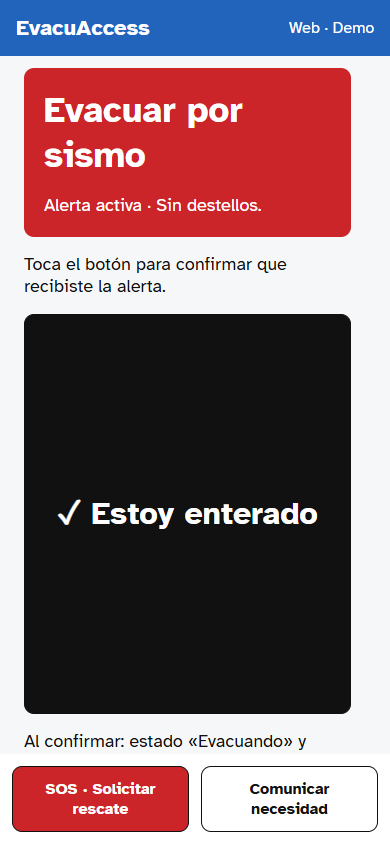 EvacuAccess
Web · Demo
Evacuar por
sismo
Alerta activa · Sin destellos.
Toca el botón para confirmar que
recibiste la alerta.
✓ Estoy enterado
Al confirmar: estado «Evacuando» y
SOS · Solicitar
rescate
Comunicar
necesidad